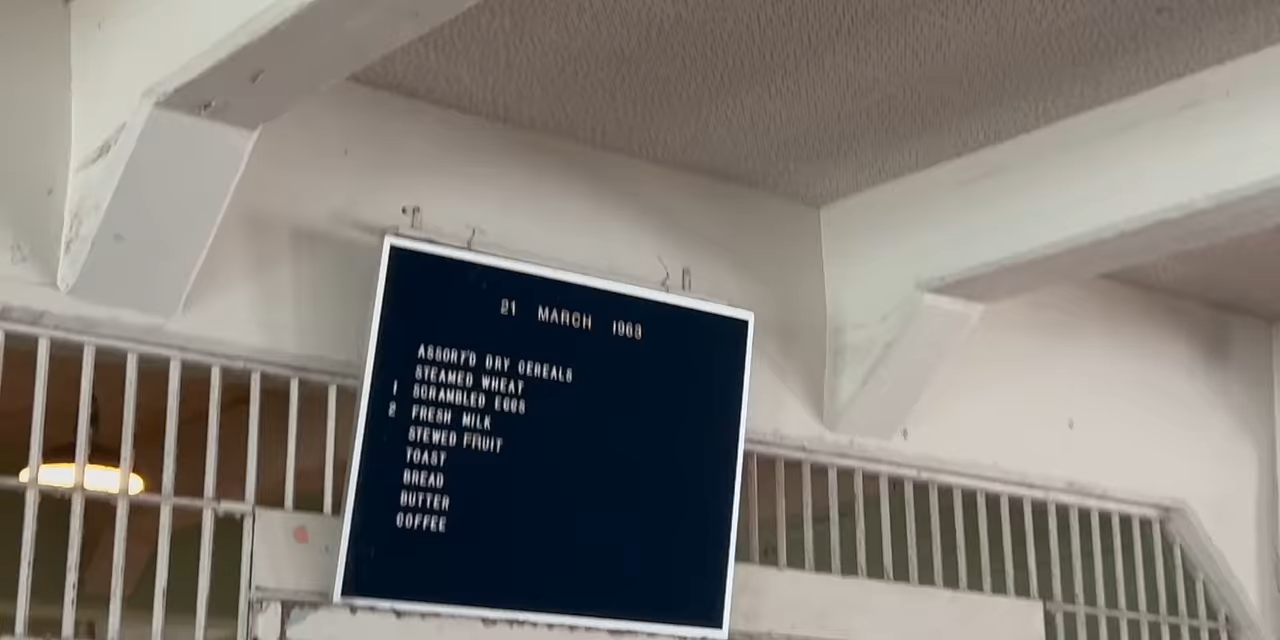 21 MARCH 1963
ASSORT'D DRY CEREALS
STEAMED WHEAT
1 SCRAMBLED EGGS
2 FRESH MILK
STEWED FRUIT
TOAST
BREAD
BUTTER
COFFEE